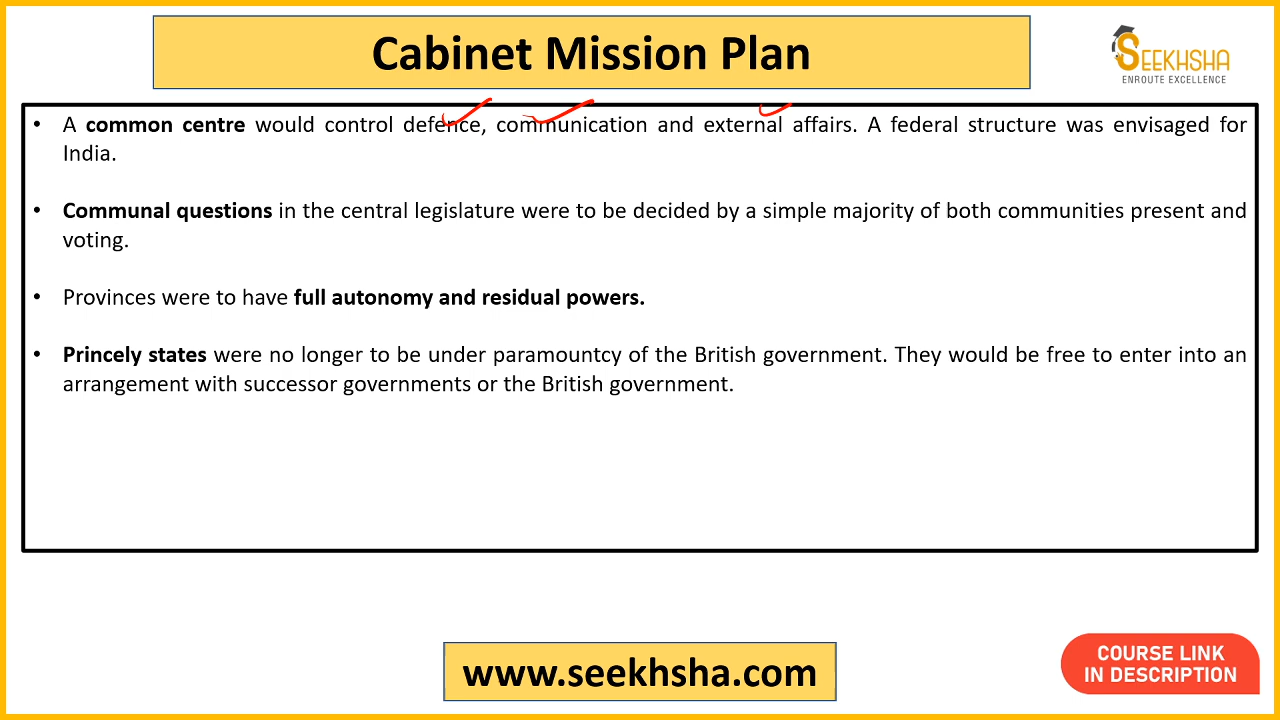 Cabinet Mission Plan
SEEKHSHA
ENROUTE EXCELLENCE
• A common centre would control defence, communication and external affairs. A federal structure was envisaged for
India.
• Communal questions in the central legislature were to be decided by a simple majority of both communities present and
voting.
• Provinces were to have full autonomy and residual powers.
• Princely states were no longer to be under paramountcy of the British government. They would be free to enter into an
arrangement with successor governments or the British government.
www.seekhsha.com
COURSE LINK
IN DESCRIPTION